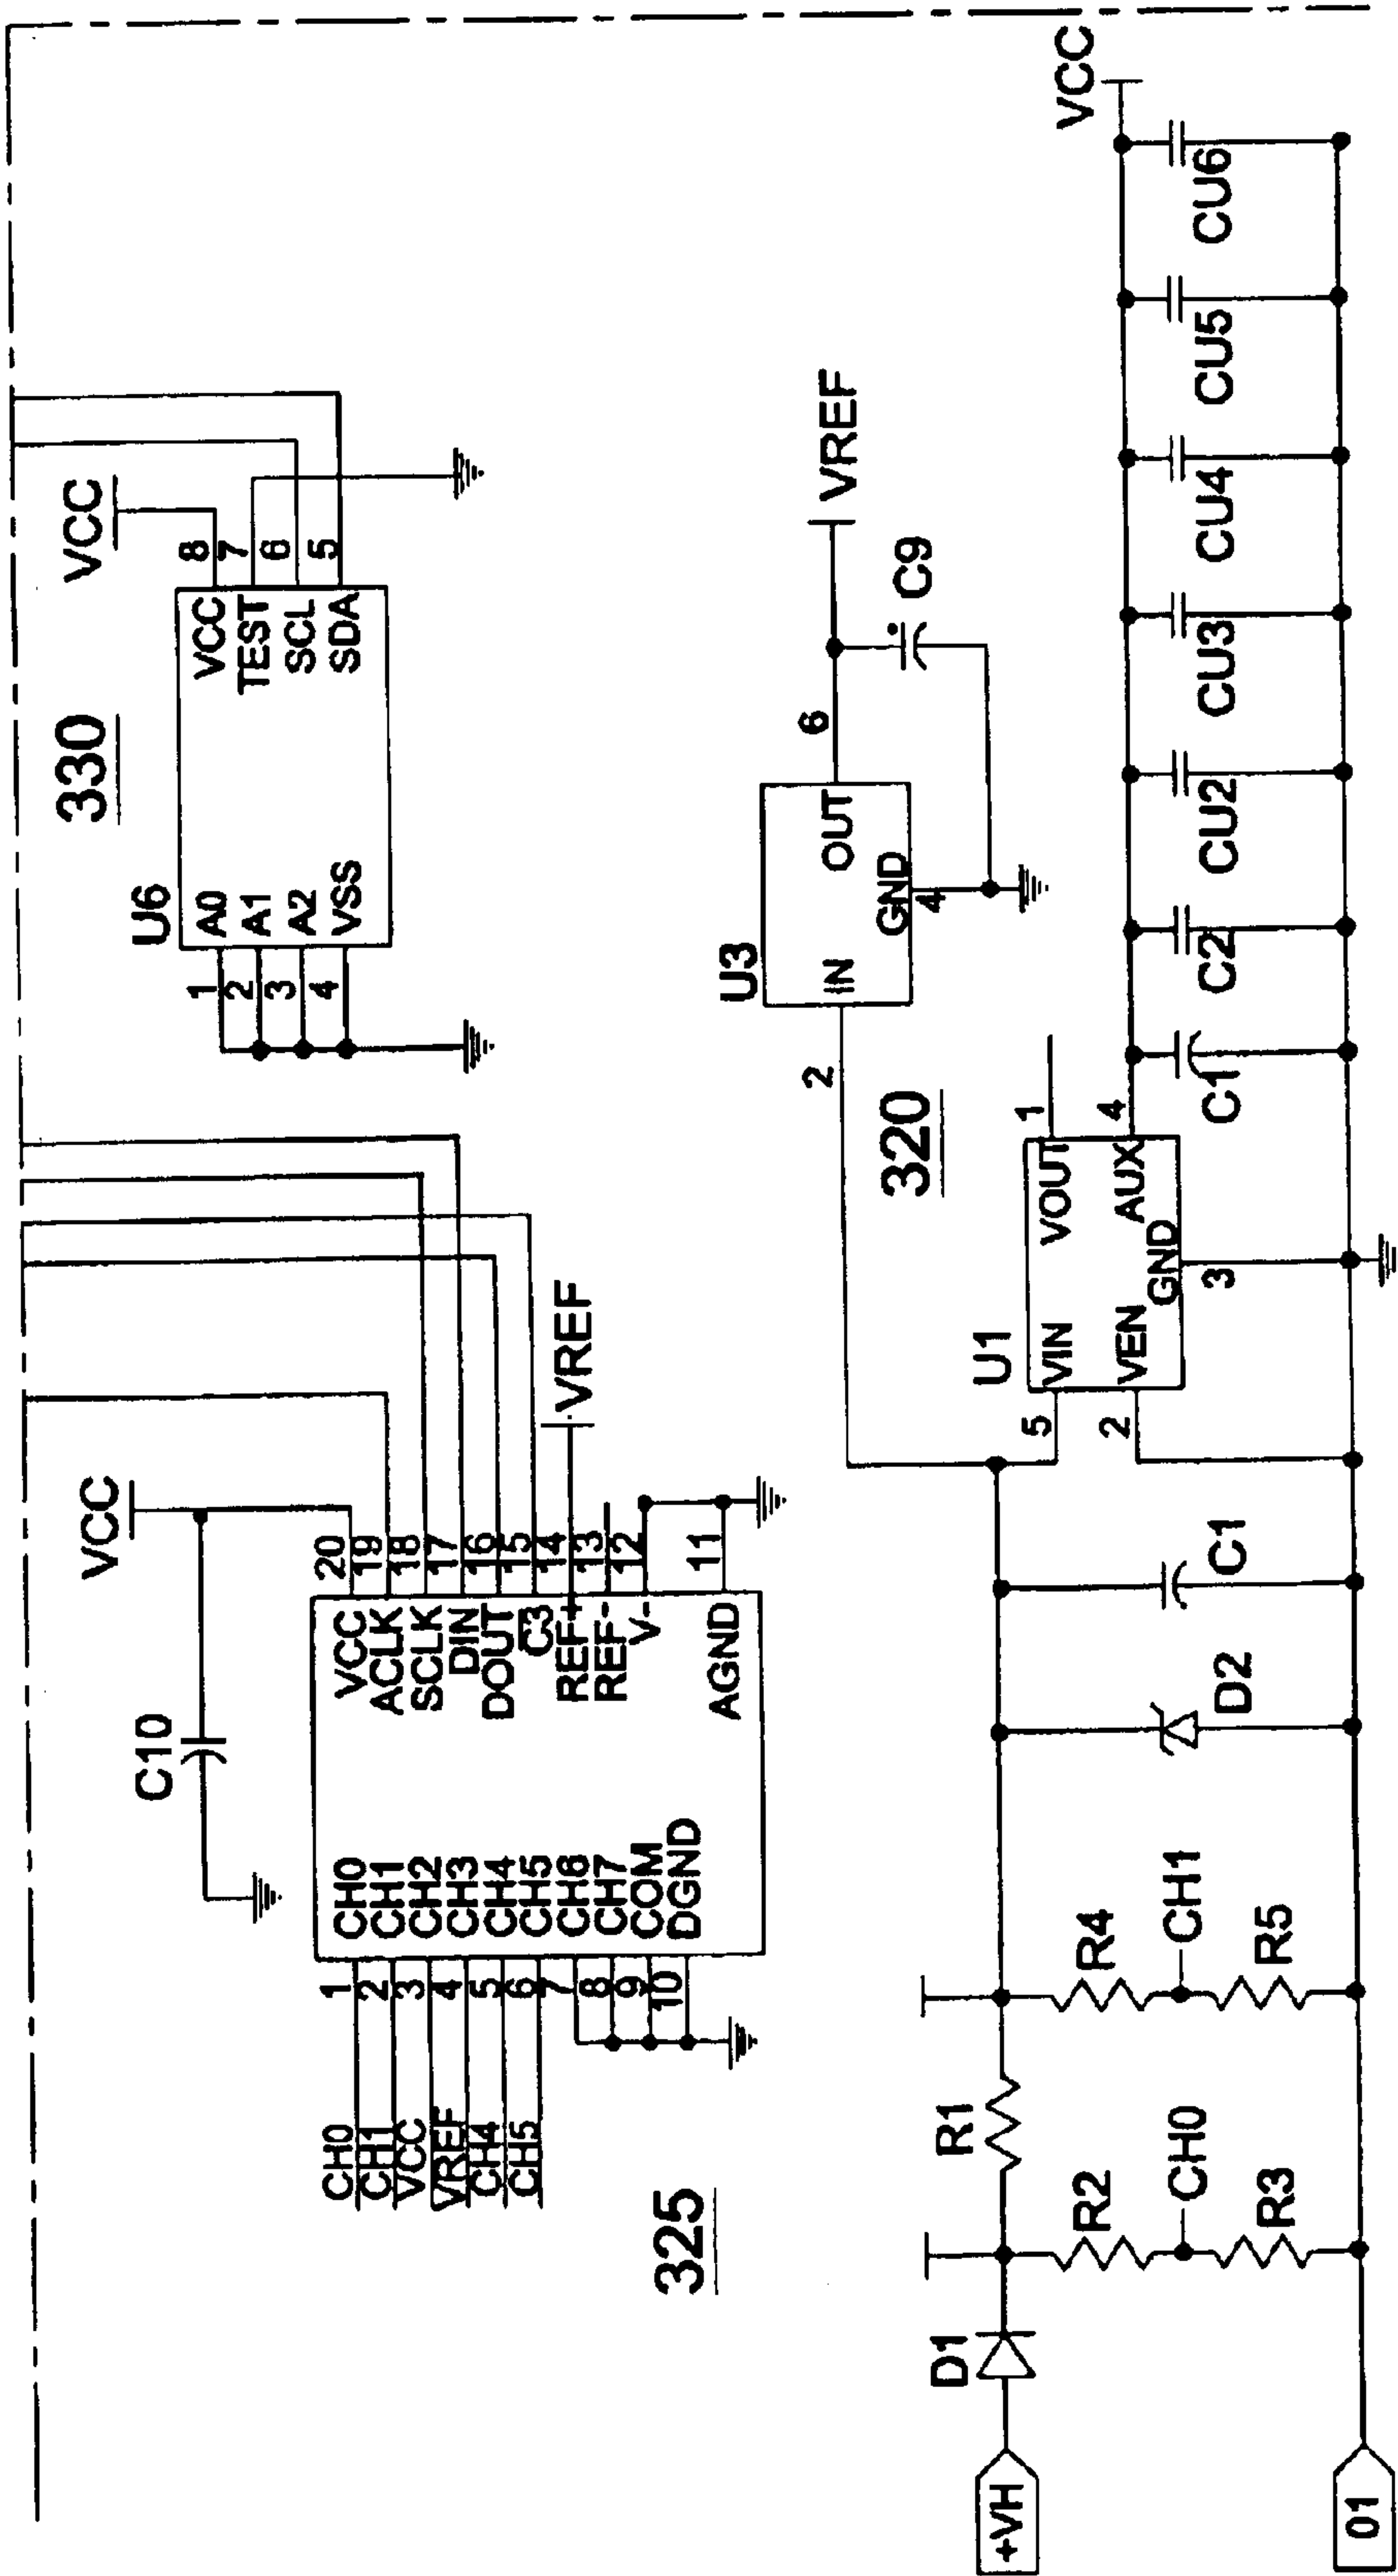 VCC
C10
CH0
CH1
VCC
VREF
CH4
CH5
1
2
3
4
5
6
7
8
9
10
CH0
CH1
CH2
CH3
CH4
CH5
CH6
CH7
COM
DGND
VCC
ACLK
SCLK
DIN
DOUT
C3
REF+
REF-
V-
AGND
20
19
18
17
16
15
14
13
12
11
VREF
325
330
U6
1
2
3
4
A0
A1
A2
VSS
VCC
TEST
SCL
SDA
8
7
6
5
VCC
U3
2
IN
OUT
GND
4
6
VREF
C9
320
+VH
D1
R1
R2
CH0
R3
R4
CH1
R5
D2
C1
U1
5
2
VIN
VEN
VOUT
AUX
GND
1
4
3
C1
C2
CU2
CU3
CU4
CU5
CU6
VCC
01